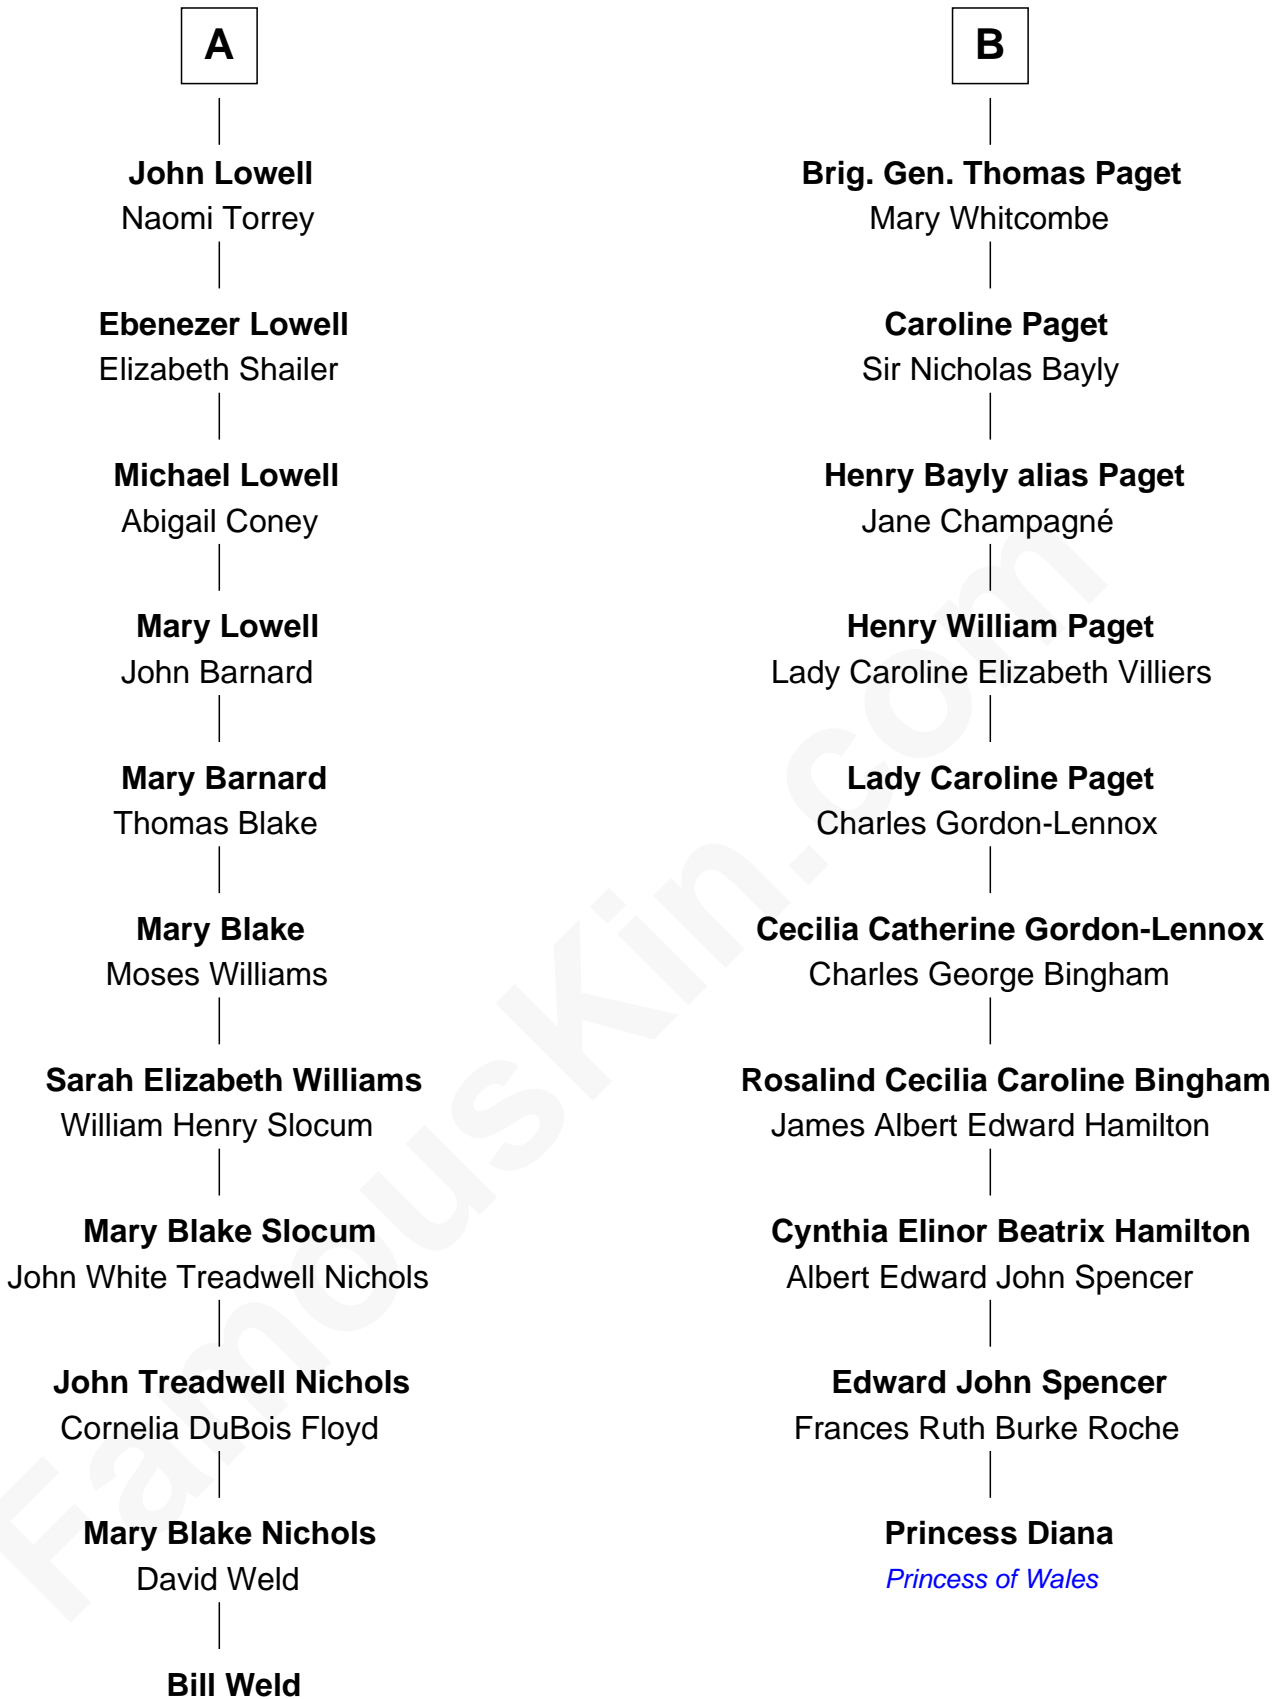 A
John Lowell
Naomi Torrey
Ebenezer Lowell
Elizabeth Shailer
Michael Lowell
Abigail Coney
Mary Lowell
John Barnard
Mary Barnard
Thomas Blake
Mary Blake
Moses Williams
Sarah Elizabeth Williams
William Henry Slocum
Mary Blake Slocum
John White Treadwell Nichols
John Treadwell Nichols
Cornelia DuBois Floyd
Mary Blake Nichols
David Weld
Bill Weld
B
Brig. Gen. Thomas Paget
Mary Whitcombe
Caroline Paget
Sir Nicholas Bayly
Henry Bayly alias Paget
Jane Champagné
Henry William Paget
Lady Caroline Elizabeth Villiers
Lady Caroline Paget
Charles Gordon-Lennox
Cecilia Catherine Gordon-Lennox
Charles George Bingham
Rosalind Cecilia Caroline Bingham
James Albert Edward Hamilton
Cynthia Elinor Beatrix Hamilton
Albert Edward John Spencer
Edward John Spencer
Frances Ruth Burke Roche
Princess Diana
Princess of Wales
FamousKin.com